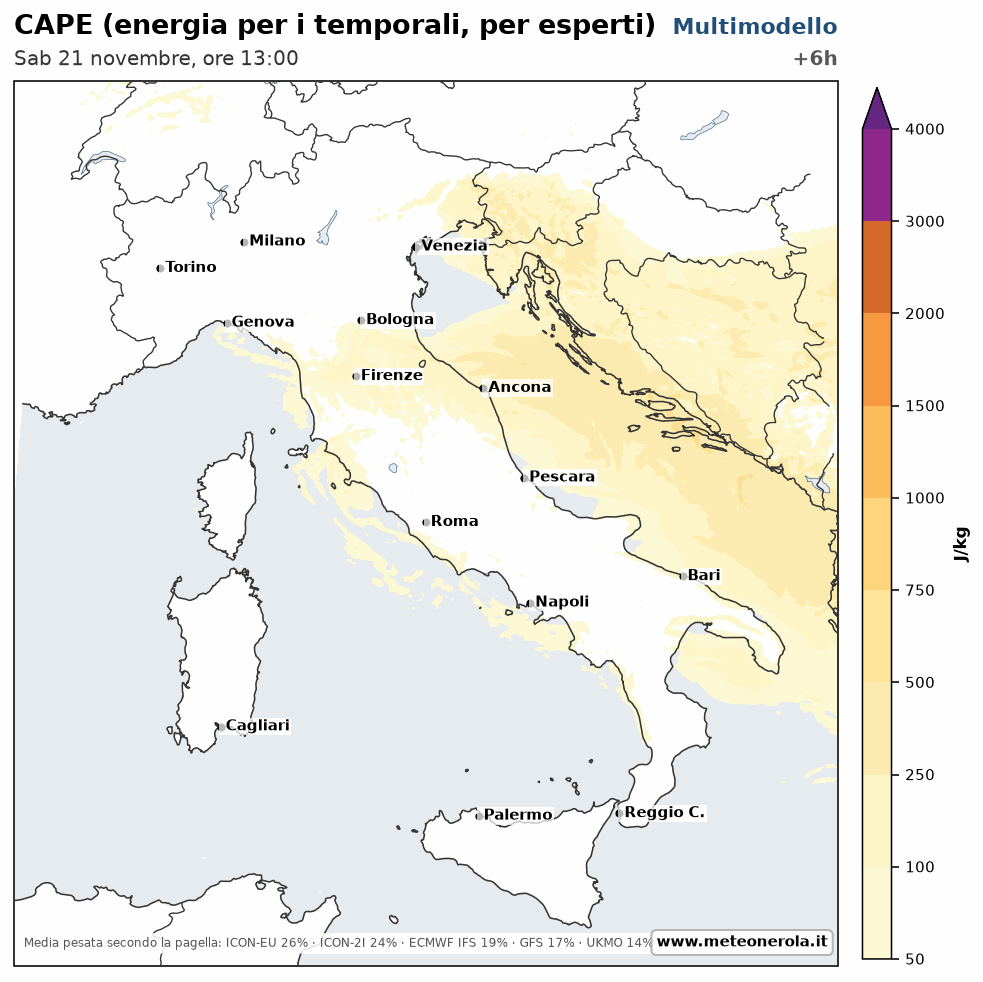 CAPE (energia per i temporali, per esperti)
Multimodello
Sab 21 novembre, ore 13:00
+6h
4000
3000
2000
1500
1000
750
500
250
100
50
J/kg
Milano
Venezia
Torino
Genova
Bologna
Firenze
Ancona
Pescara
Roma
Bari
Napoli
Cagliari
Palermo
Reggio C.
Media pesata secondo la pagella: ICON-EU 26% · ICON-2I 24% · ECMWF IFS 19% · GFS 17% · UKMO 14%
www.meteonerola.it